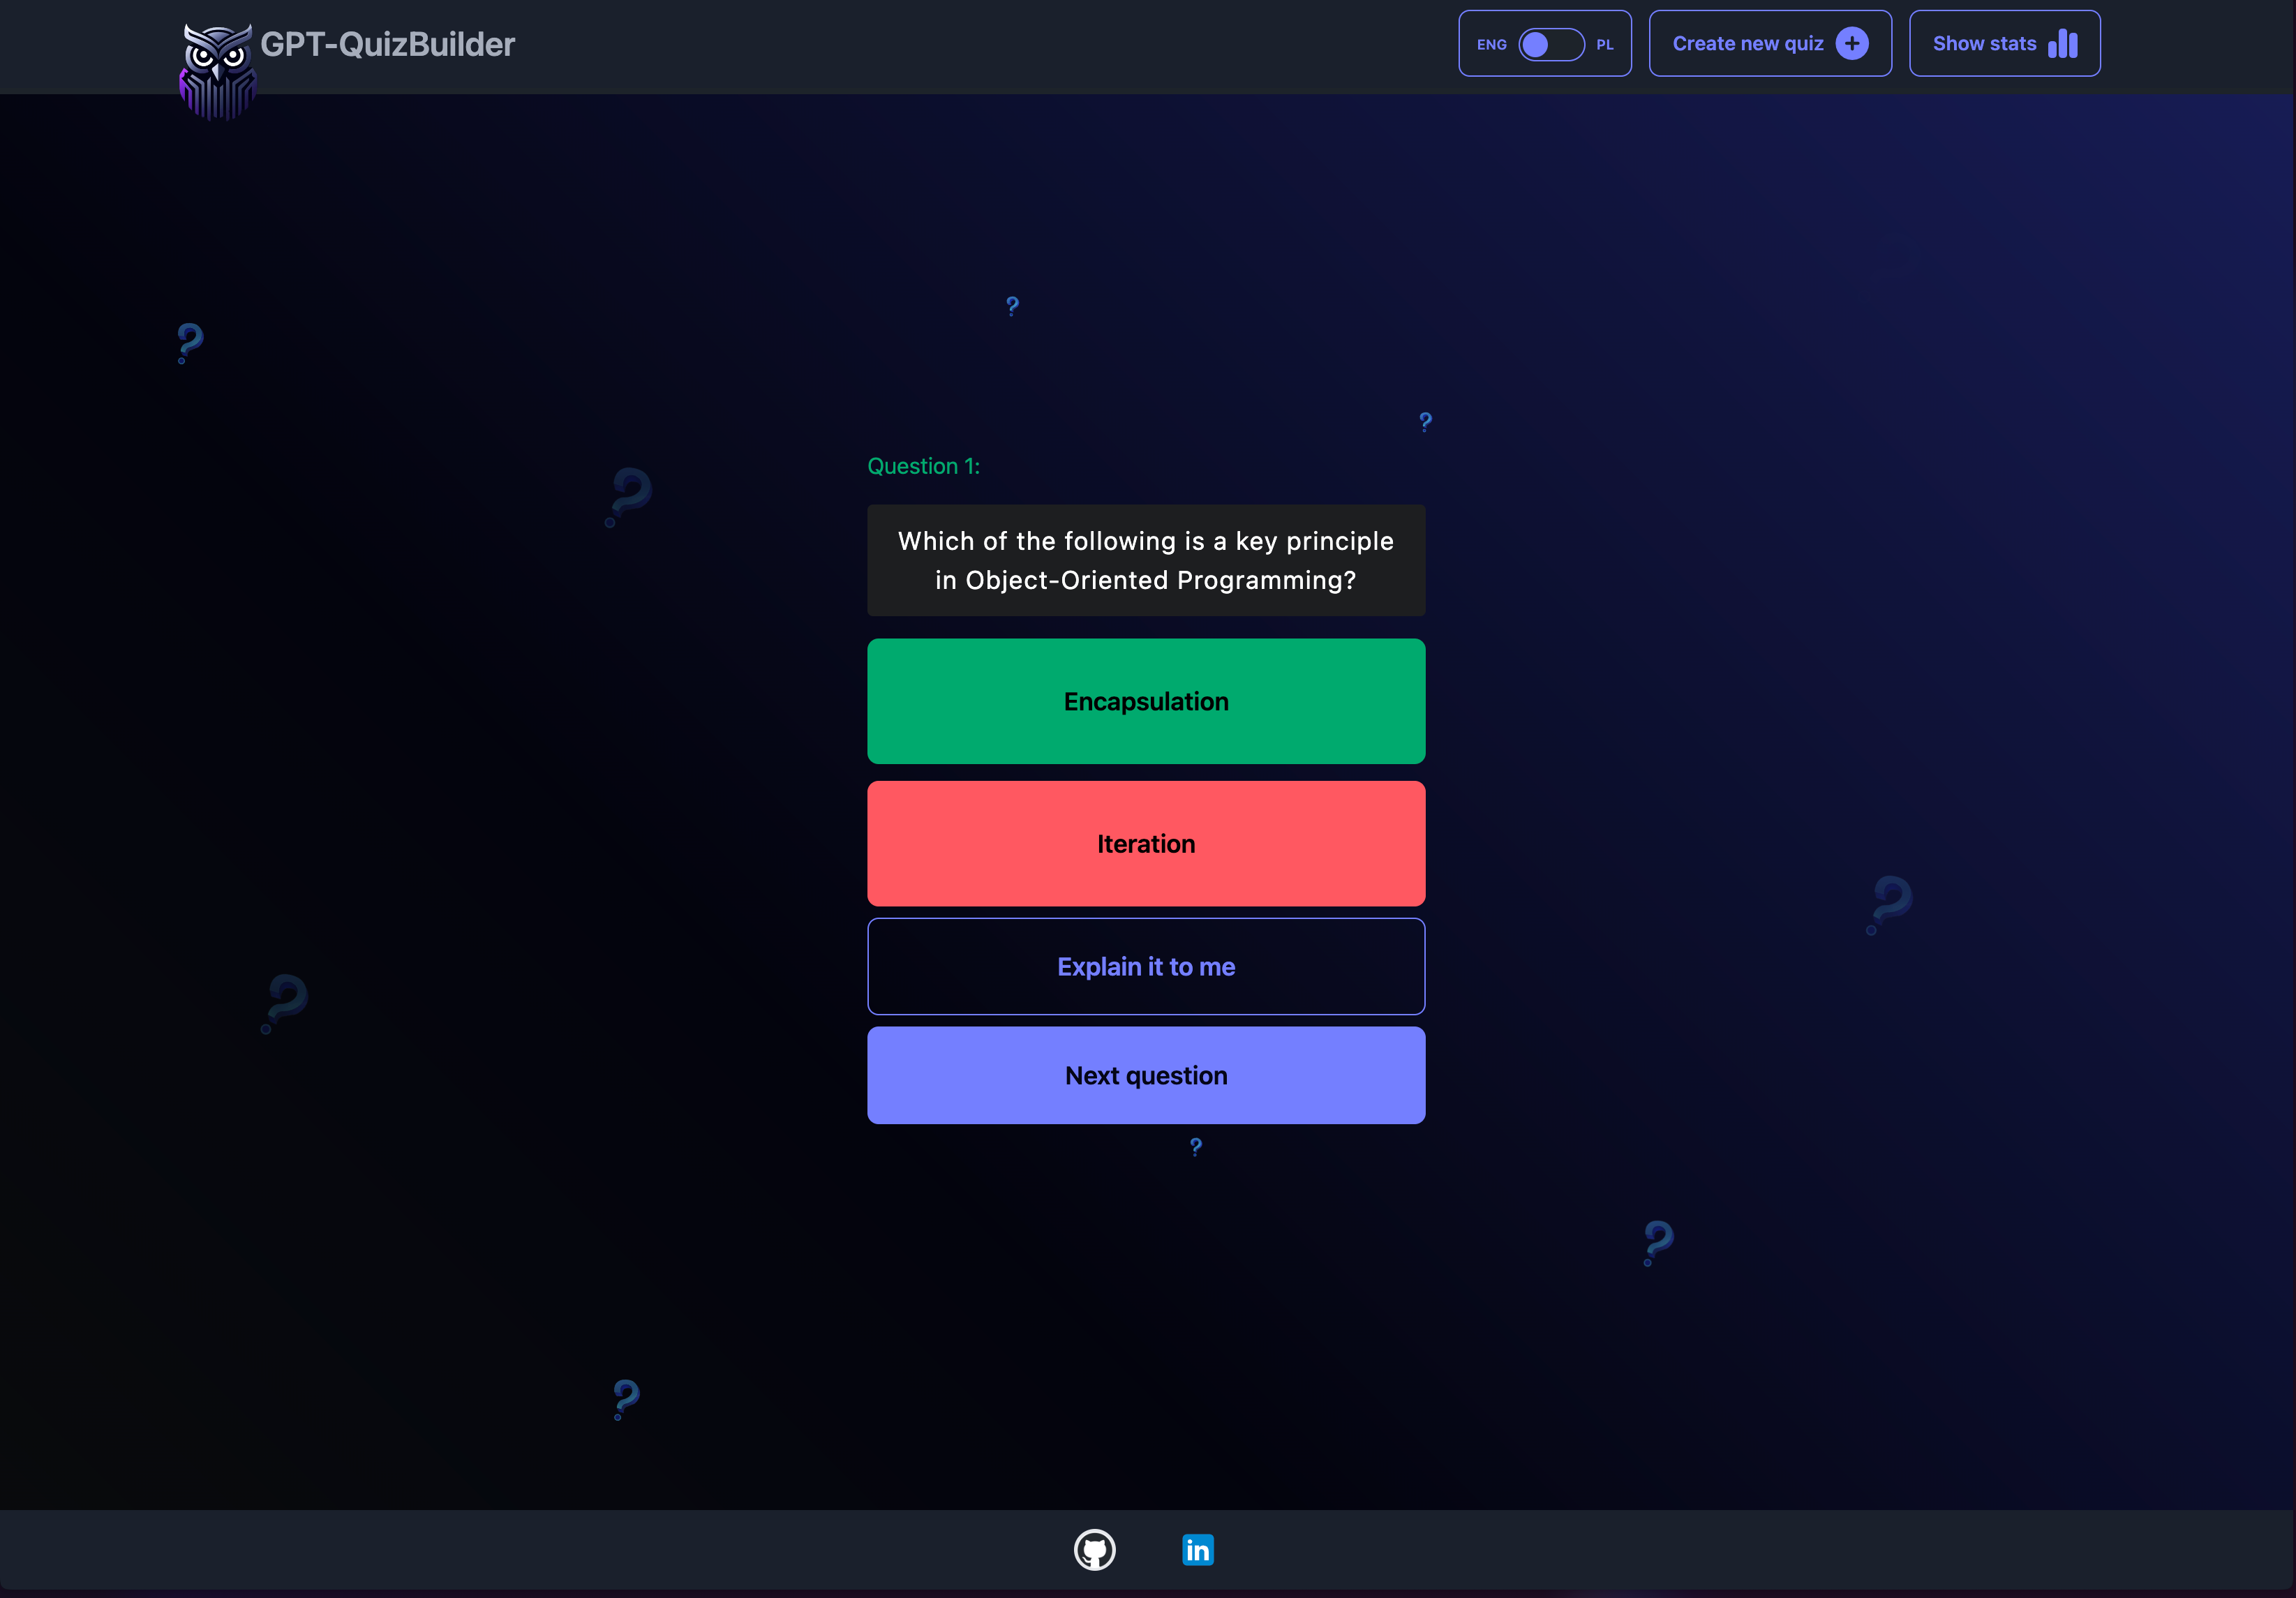 GPT-QuizBuilder
ENG PL
Create new quiz
Show stats
Question 1:
Which of the following is a key principle
in Object-Oriented Programming?
Encapsulation
Iteration
Explain it to me
Next question
in